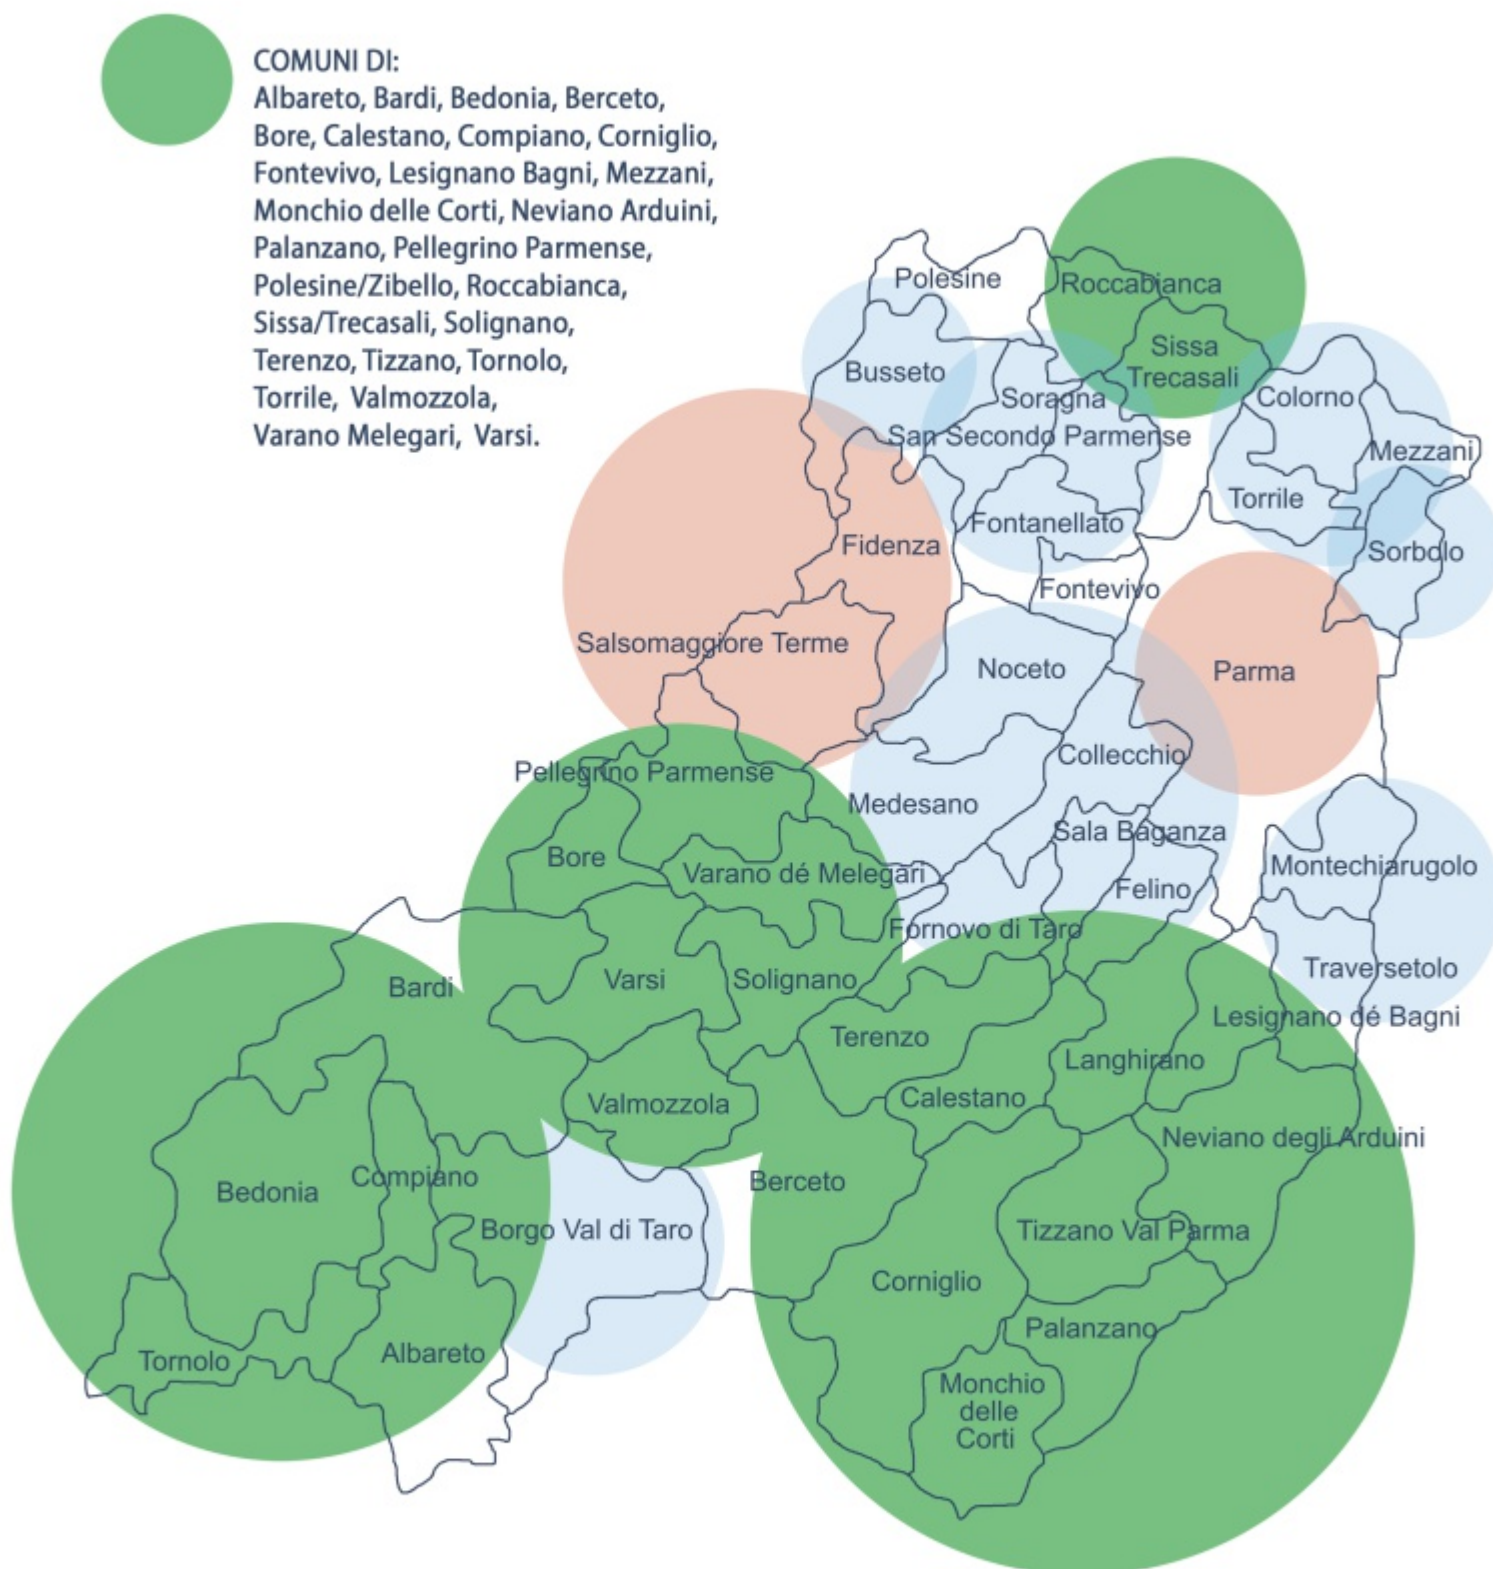 COMUNI DI:
Albareto, Bardi, Bedonia, Berceto,
Bore, Calestano, Compiano, Corniglio,
Fontevivo, Lesignano Bagni, Mezzani,
Monchio delle Corti, Neviano Arduini,
Palanzano, Pellegrino Parmense,
Polesine/Zibello, Roccabianca,
Sissa/Trecasali, Solignano,
Terenzo, Tizzano, Tornolo,
Torrile, Valmozzola,
Varano Melegari, Varsi.
Polesine
Roccabianca
Sissa
Trecasali
Busseto
Soragna
Colorno
San Secondo Parmense
Mezzani
Torrile
Fontanellato
Fidenza
Sorbolo
Fontevivo
Salsomaggiore Terme
Noceto
Parma
Collecchio
Pellegrino Parmense
Medesano
Sala Baganza
Bore
Varano dé Melegari
Montechiarugolo
Felino
Fornovo di Taro
Traversetolo
Bardi
Varsi
Solignano
Lesignano dé Bagni
Terenzo
Langhirano
Calestano
Valmozzola
Neviano degli Arduini
Compiano
Berceto
Bedonia
Borgo Val di Taro
Tizzano Val Parma
Corniglio
Palanzano
Albareto
Tornolo
Monchio
delle
Corti